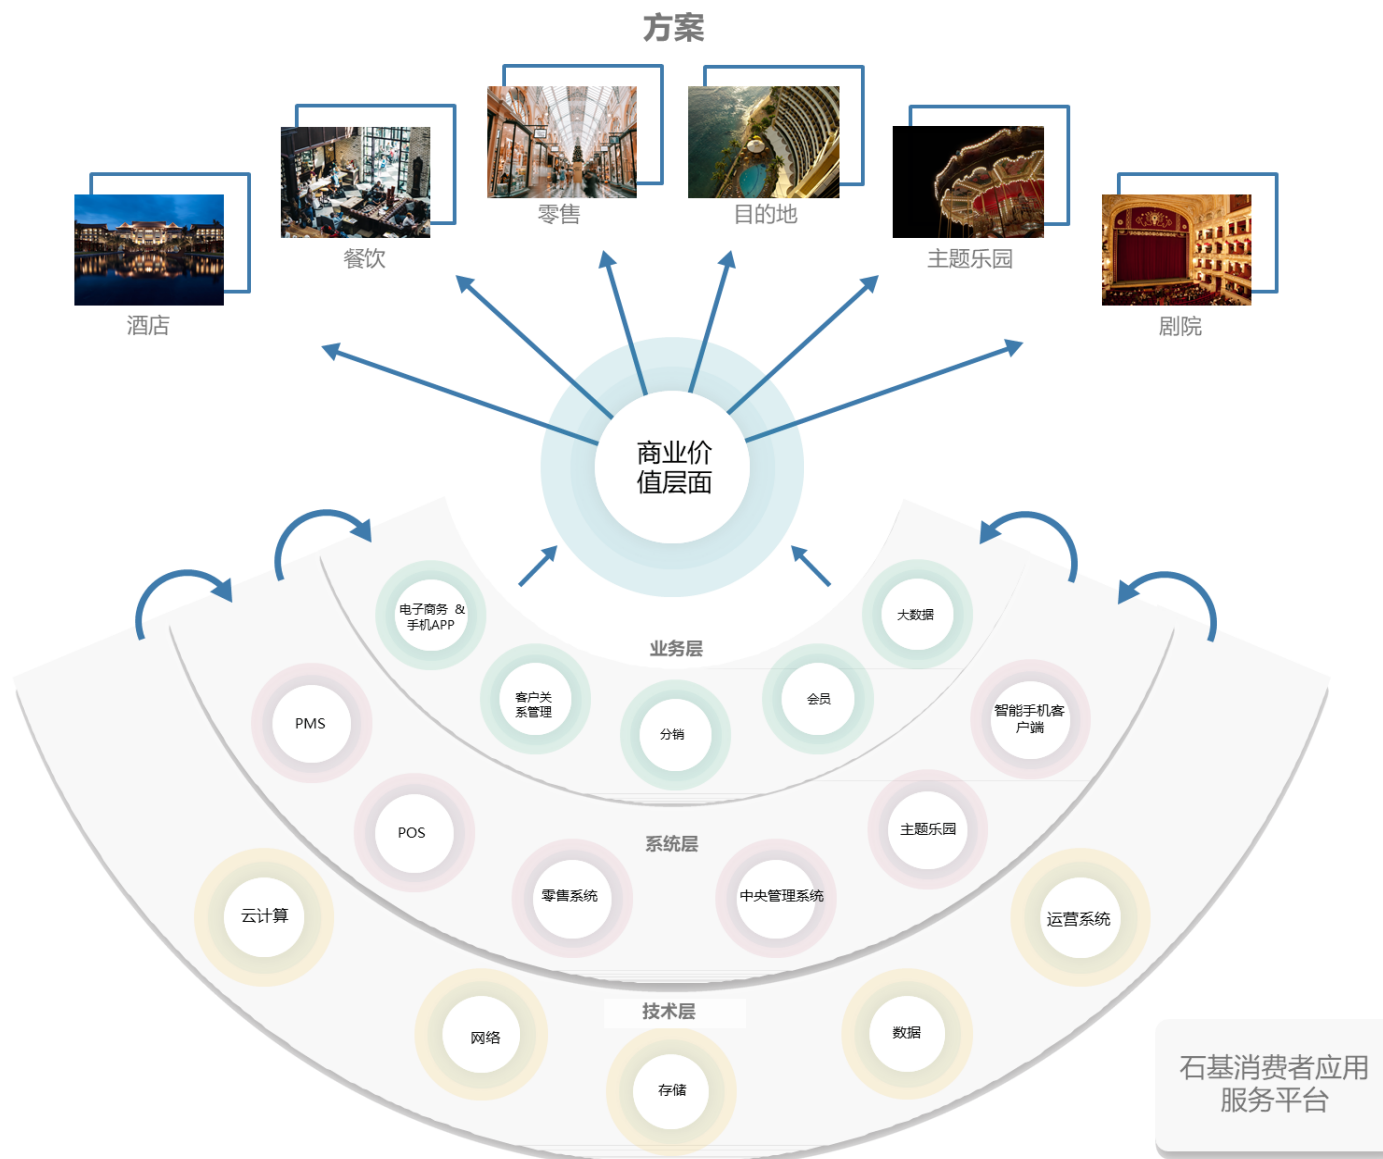 方案
零售
目的地
餐饮
主题乐园
酒店
剧院
商业价
值层面
电子商务 &
手机APP
大数据
业务层
客户关
系管理
会员
分销
PMS
智能手机客
户端
POS
主题乐园
系统层
零售系统
中央管理系统
云计算
运营系统
技术层
网络
数据
存储
石基消费者应用
服务平台